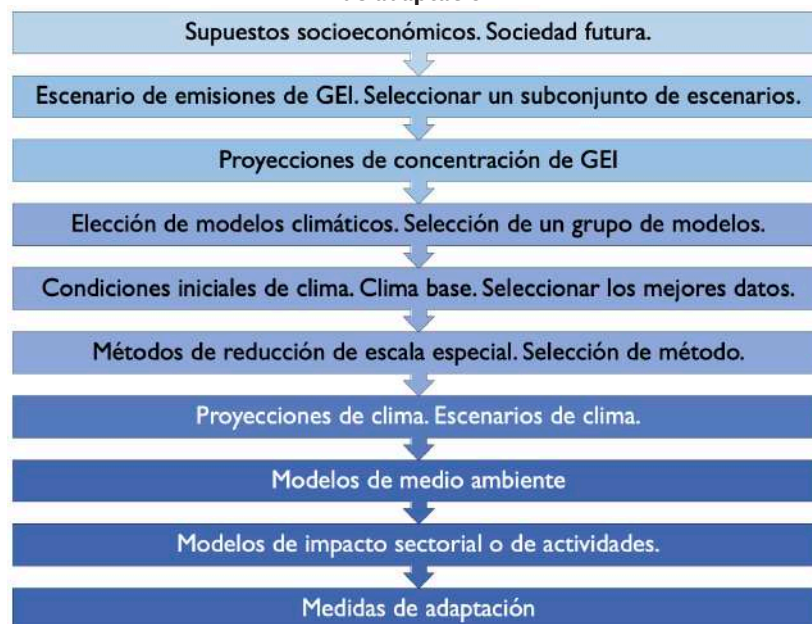 Supuestos socioeconómicos. Sociedad futura.
Escenario de emisiones de GEI. Seleccionar un subconjunto de escenarios.
Proyecciones de concentración de GEI
Elección de modelos climáticos. Selección de un grupo de modelos.
Condiciones iniciales de clima. Clima base. Seleccionar los mejores datos.
Métodos de reducción de escala especial. Selección de método.
Proyecciones de clima. Escenarios de clima.
Modelos de medio ambiente
Modelos de impacto sectorial o de actividades.
Medidas de adaptación